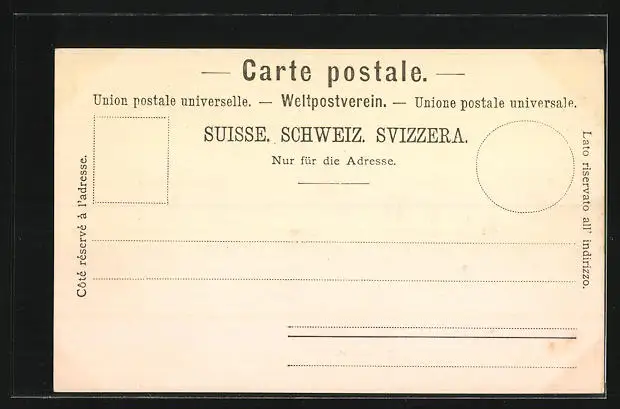 — Carte postale. —
Union postale universelle. — Weltpostverein. — Unione postale universale.
SUISSE. SCHWEIZ. SVIZZERA.
Nur für die Adresse.
Côté réservé à l'adresse.
Lato riservato all' indirizzo.